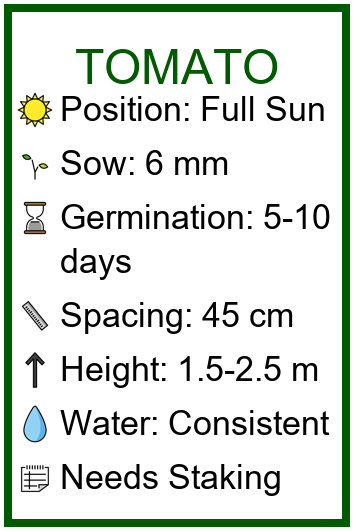 TOMATO
Position: Full Sun
Sow: 6 mm
Germination: 5-10
days
Spacing: 45 cm
Height: 1.5-2.5 m
Water: Consistent
Needs Staking